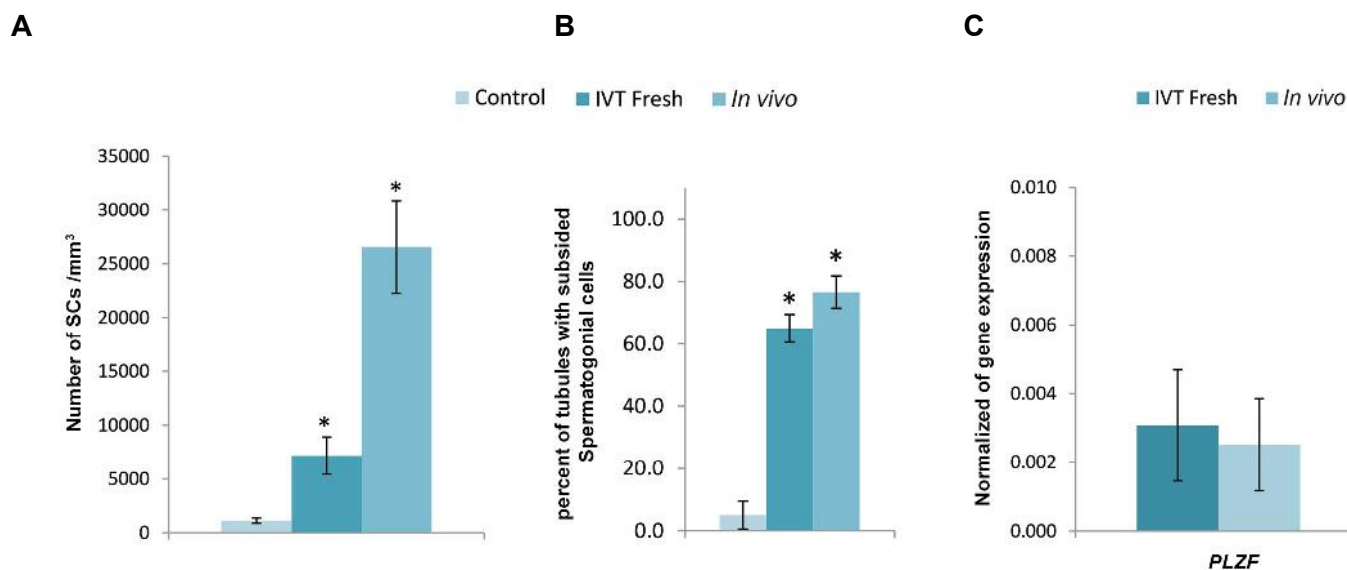 A
B
C
Control IVT Fresh In vivo
IVT Fresh In vivo
Number of SCs /mm³
35000
30000
25000
20000
15000
10000
5000
0
*
*
percent of tubules with subsided
Spermatogonial cells
100.0
80.0
60.0
40.0
20.0
0.0
*
*
Normalized of gene expression
0.010
0.008
0.006
0.004
0.002
0.000
PLZF